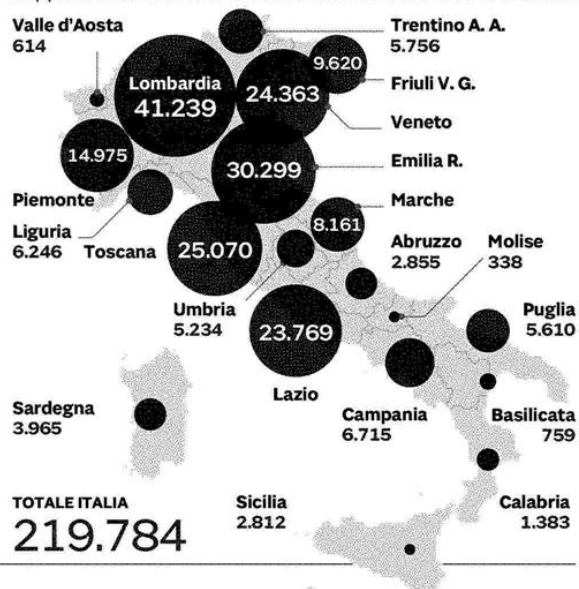 Valle d'Aosta
614
Trentino A. A.
5.756
9.620
Friuli V. G.
Lombardia
41.239
24.363
Veneto
14.975
Piemonte
30.299
Emilia R.
Marche
8.161
Liguria
6.246
Toscana
25.070
Abruzzo
2.855
Molise
338
Umbria
5.234
23.769
Lazio
Puglia
5.610
Sardegna
3.965
Campania
6.715
Basilicata
759
TOTALE ITALIA
219.784
Sicilia
2.812
Calabria
1.383